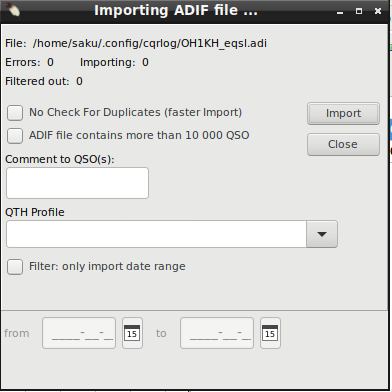 Importing ADIF file ...
File: /home/saku/.config/cqrlog/OH1KH_eqsl.adi
Errors: 0 Importing: 0
Filtered out: 0
No Check For Duplicates (faster Import)
Import
ADIF file contains more than 10 000 QSO
Close
Comment to QSO(s):
QTH Profile
Filter: only import date range
from ____-__-__ 15 to ____-__-__ 15